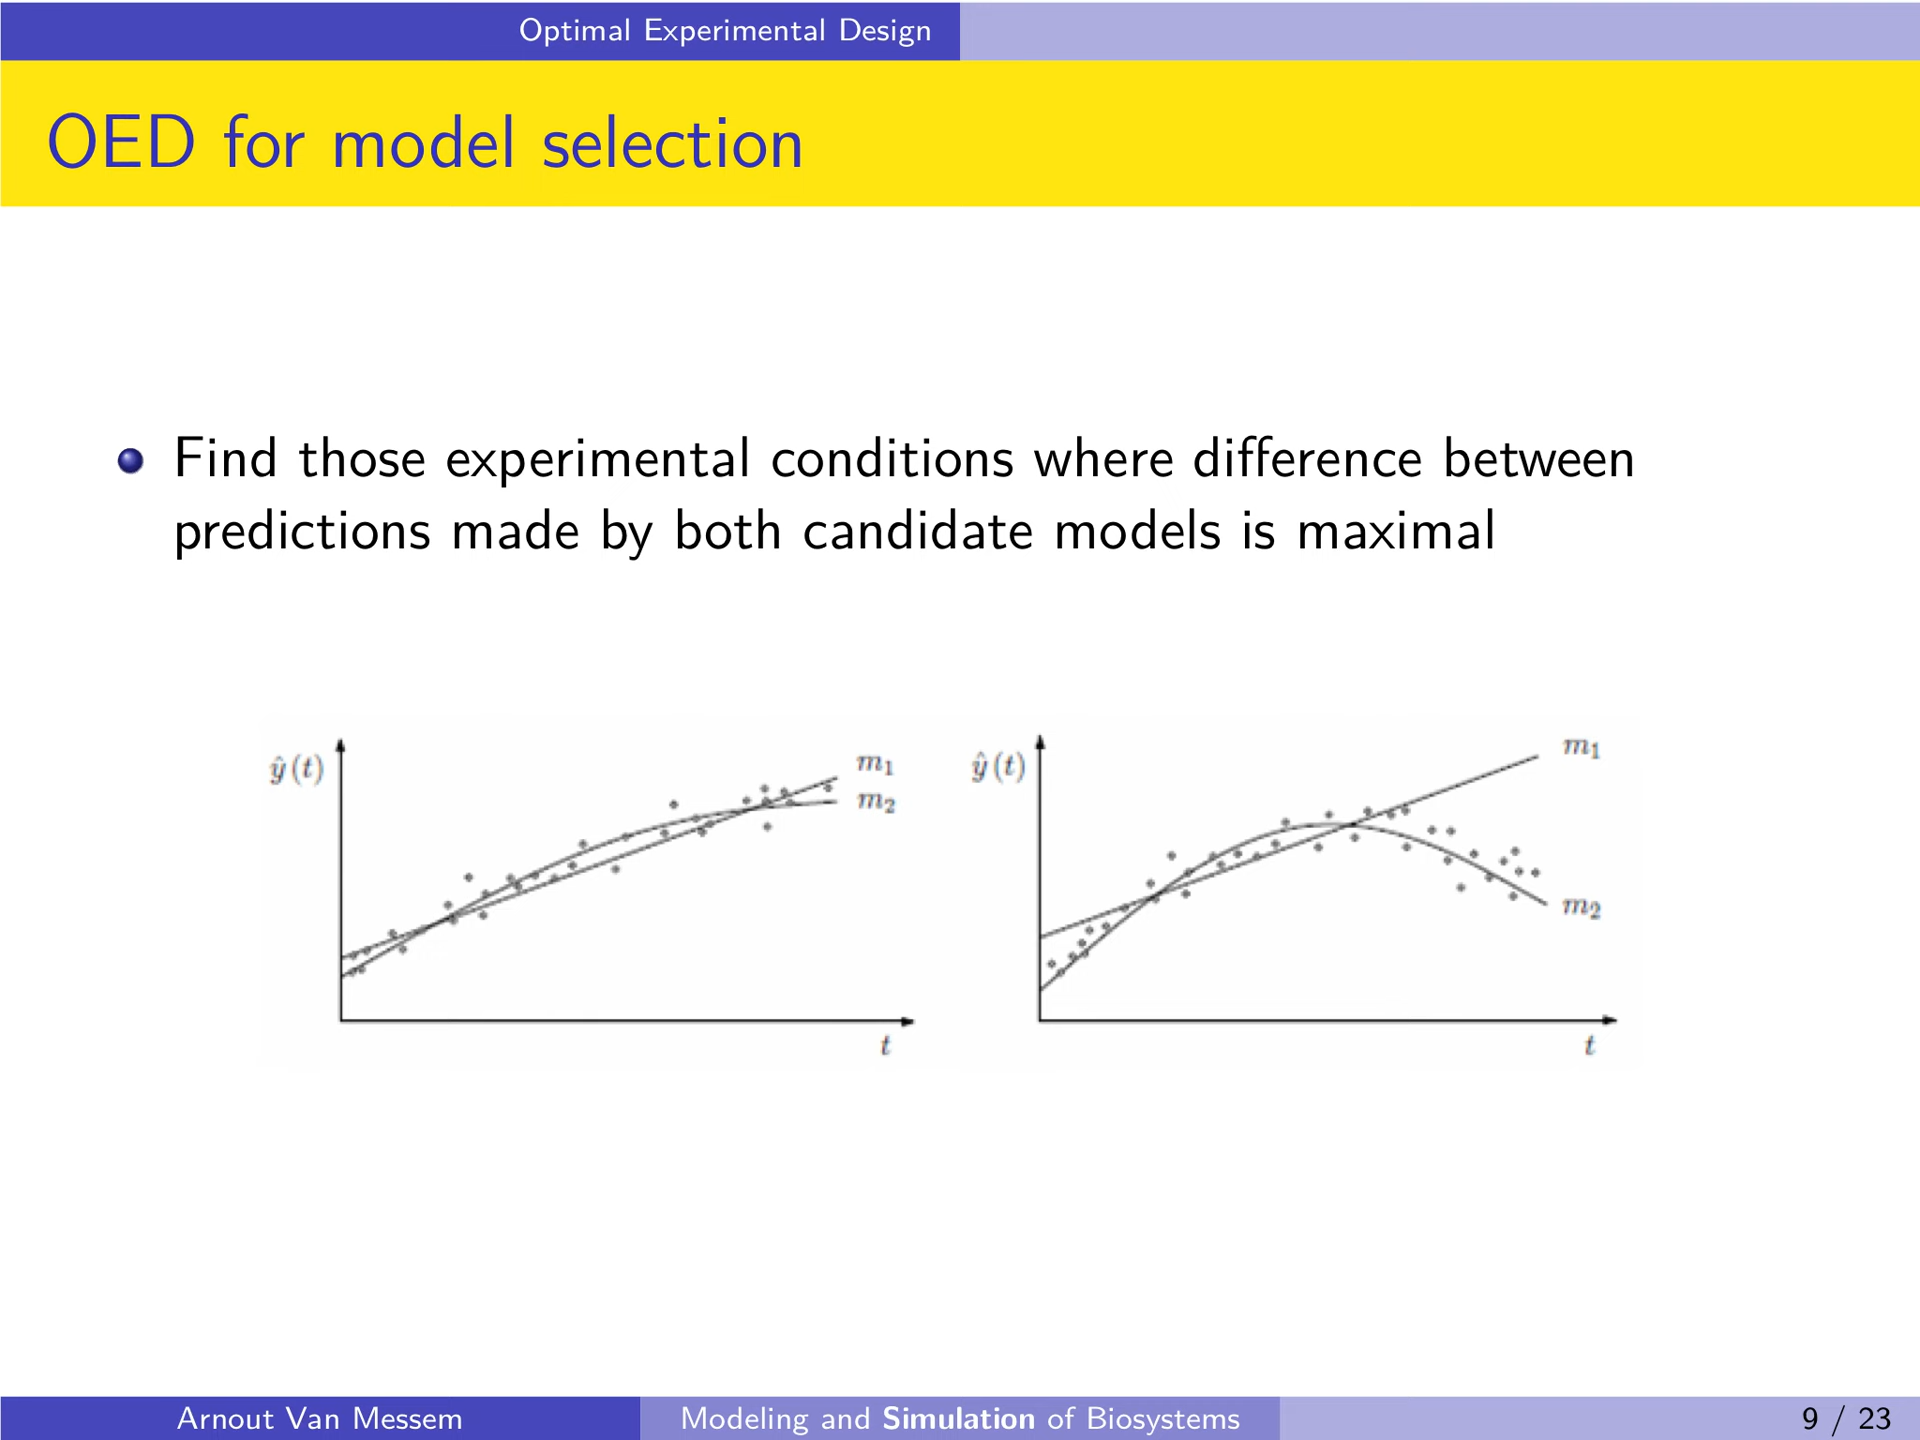 Optimal Experimental Design
OED for model selection
Find those experimental conditions where difference between
predictions made by both candidate models is maximal
ŷ (t)
m₁
m₂
t
ŷ (t)
m₁
m₂
t
Arnout Van Messem
Modeling and Simulation of Biosystems
9 / 23